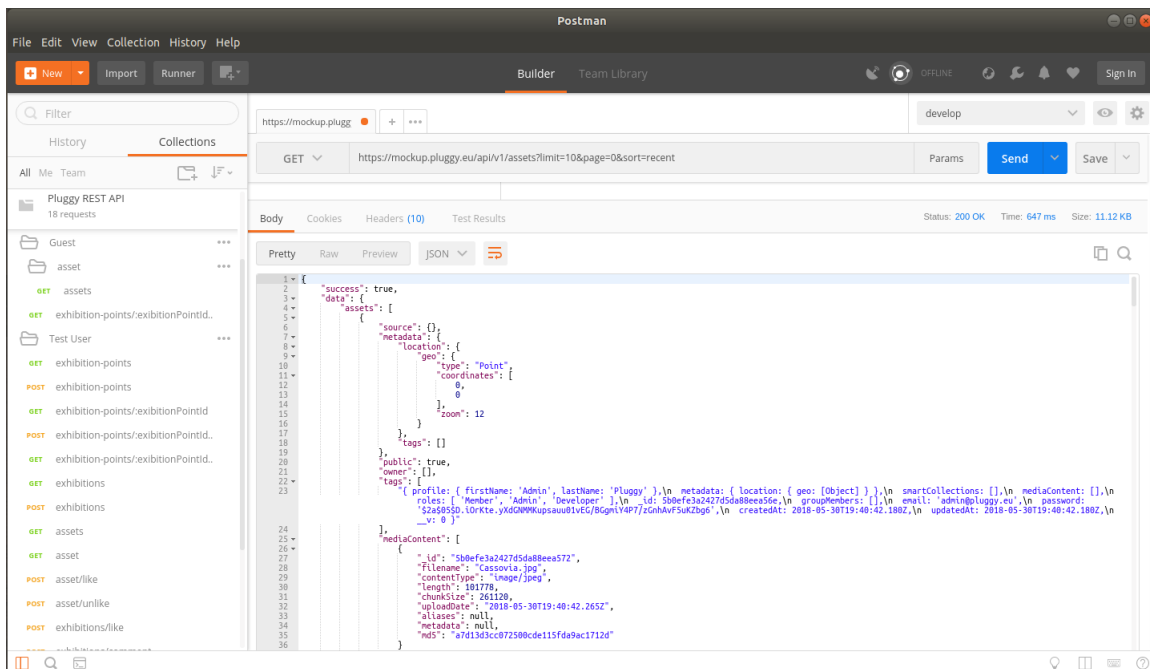 Postman
File Edit View Collection History Help
New Import Runner Builder Team Library OFFLINE Sign In
Filter
History Collections
All Me Team
Pluggy REST API
18 requests
Guest
asset
GET assets
GET exhibition-points/:exibitionPointId..
Test User
GET exhibition-points
POST exhibition-points
GET exhibition-points/:exibitionPointId
POST exhibition-points/:exibitionPointId..
GET exhibition-points/:exibitionPointId..
GET exhibitions
POST exhibitions
GET assets
GET asset
POST asset/like
POST asset/unlike
POST exhibitions/like
https://mockup.plugg
develop
GET https://mockup.pluggy.eu/api/v1/assets?limit=10&page=0&sort=recent Params Send Save
Body Cookies Headers (10) Test Results Status: 200 OK Time: 647 ms Size: 11.12 KB
Pretty Raw Preview JSON
1 {
2 "success": true,
3 "data": {
4 "assets": [
5 {
6 "source": {},
7 "metadata": {
8 "location": {
9 "geo": {
10 "type": "Point",
11 "coordinates": [
12 0,
13 0
14 ],
15 "zoom": 12
16 }
17 },
18 "tags": []
19 },
20 "public": true,
21 "owner": [],
22 "tags": [
23 "{ profile: { firstName: 'Admin', lastName: 'Pluggy' },\n metadata: { location: { geo: [Object] } },\n smartCollections: [],\n mediaContent: [],\n
roles: [ 'Member', 'Admin', 'Developer' ],\n _id: 5b0efe3a2427d5da88eea56e,\n groupMembers: [],\n email: 'admin@pluggy.eu',\n password:
createdAt: 2018-05-30T19:40:42.180Z,\n updatedAt: 2018-05-30T19:40:42.180Z,\n
__v: 0 }"
24 ],
25 "mediaContent": [
26 {
27 "_id": "5b0efe3a2427d5da88eea572",
28 "filename": "Cassovia.jpg",
29 "contentType": "image/jpeg",
30 "length": 101778,
31 "chunkSize": 261120,
32 "uploadDate": "2018-05-30T19:40:42.265Z",
33 "aliases": null,
34 "metadata": null,
35 "md5": "a7d13d3cc072500cde115fda9ac1712d"
36 }